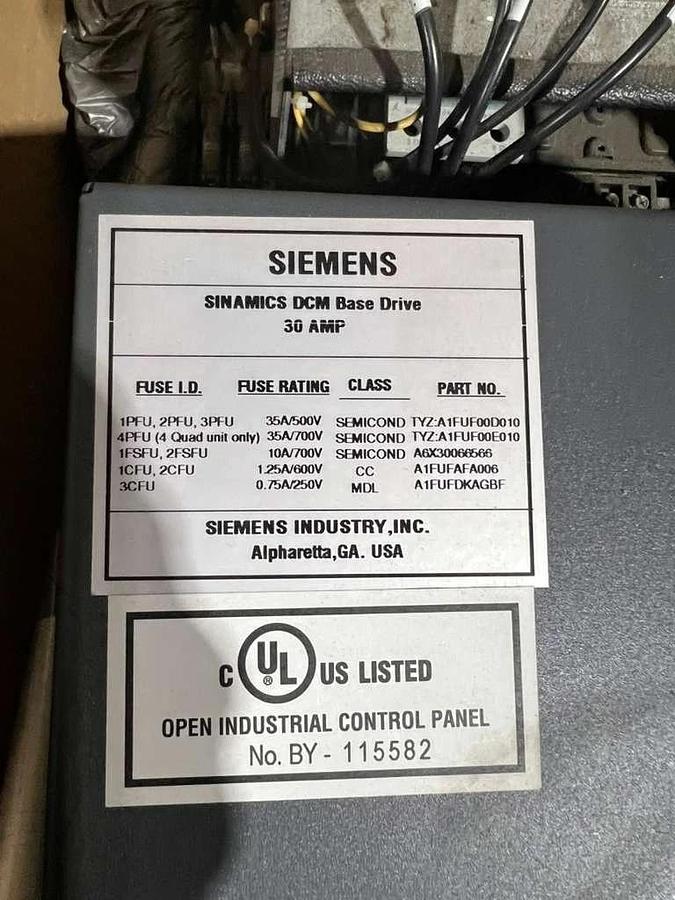 SIEMENS
SINAMICS DCM Base Drive
30 AMP
FUSE I.D. FUSE RATING CLASS PART NO.
1PFU, 2PFU, 3PFU 35A/500V SEMICOND TYZ:A1FUF00D010
4PFU (4 Quad unit only) 35A/700V SEMICOND TYZ:A1FUF00E010
1FSFU, 2FSFU 10A/700V SEMICOND A6X30066566
1CFU, 2CFU 1.25A/600V CC A1FUFAFA006
3CFU 0.75A/250V MDL A1FUFDKAGBF
SIEMENS INDUSTRY,INC.
Alpharetta,GA. USA
C UL ® US LISTED
OPEN INDUSTRIAL CONTROL PANEL
No. BY - 115582